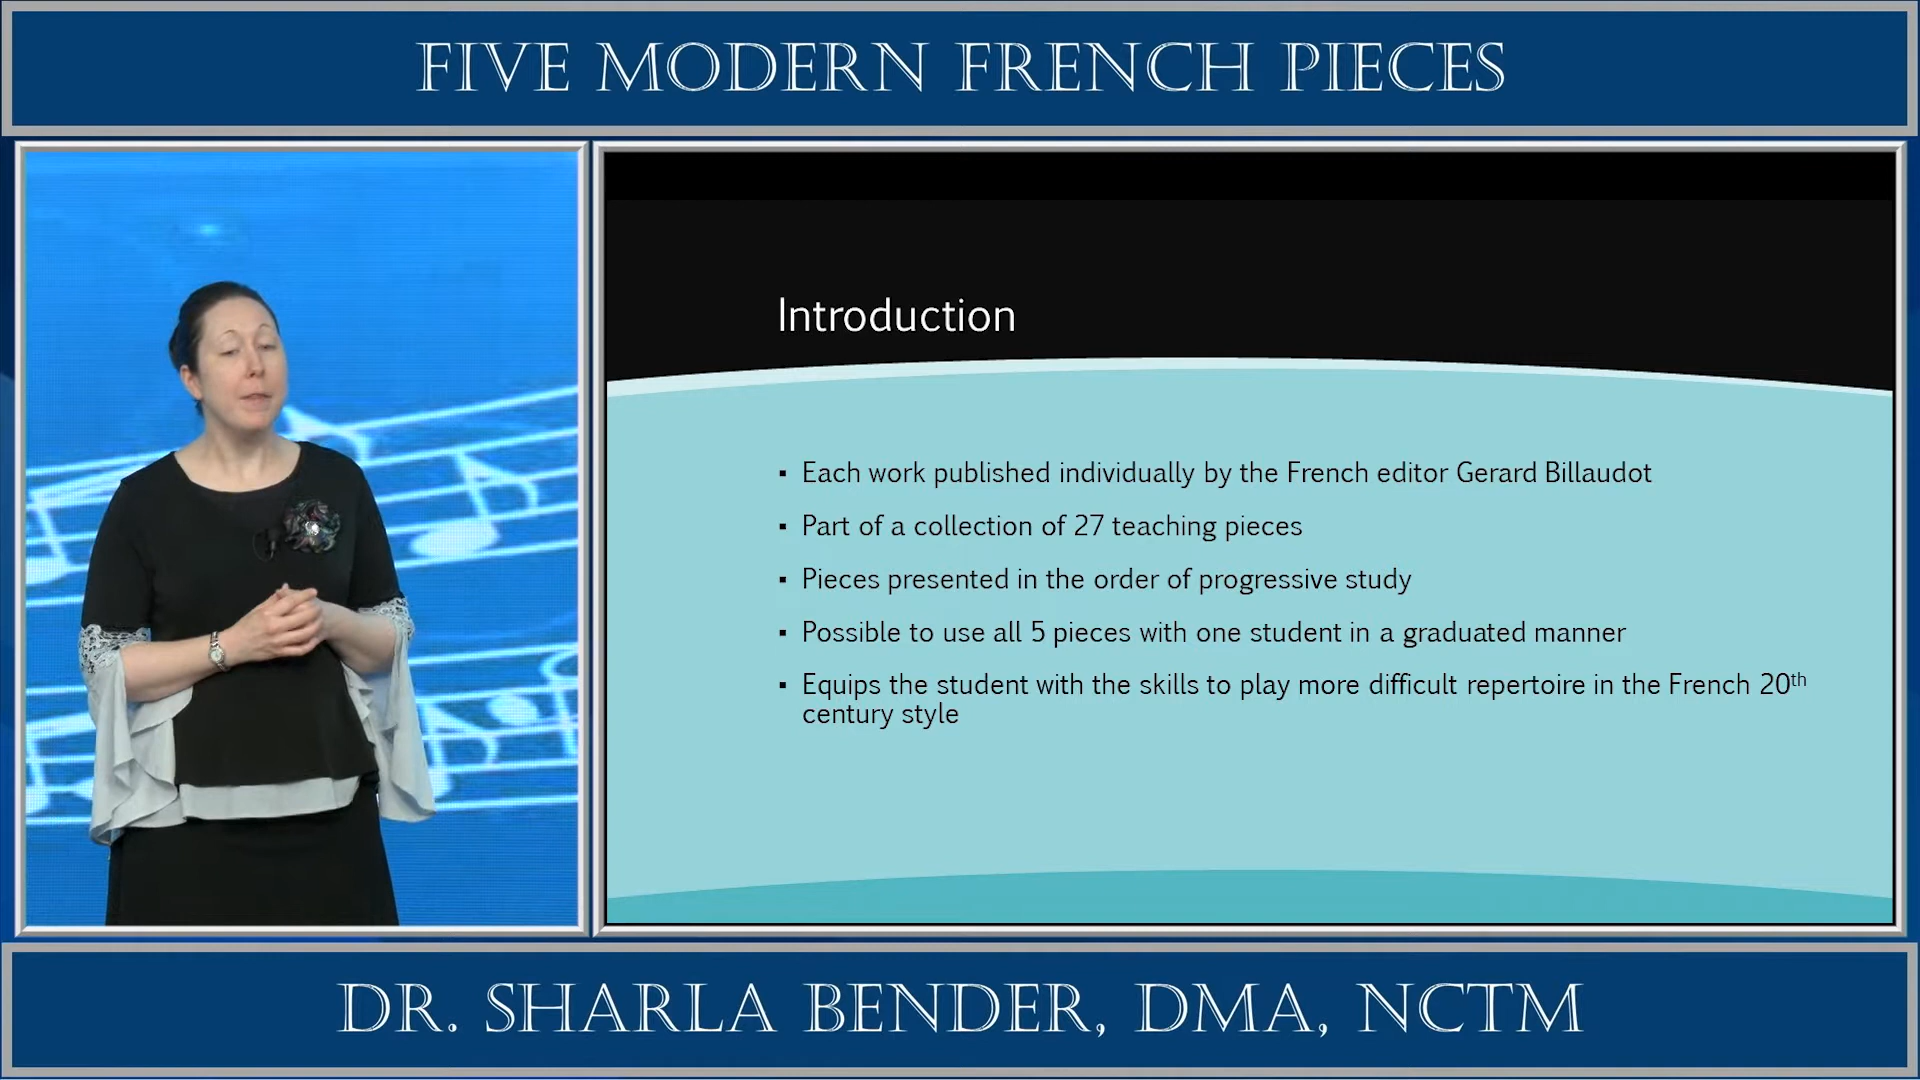 FIVE MODERN FRENCH PIECES
Introduction
▪ Each work published individually by the French editor Gerard Billaudot
▪ Part of a collection of 27 teaching pieces
▪ Pieces presented in the order of progressive study
▪ Possible to use all 5 pieces with one student in a graduated manner
▪ Equips the student with the skills to play more difficult repertoire in the French 20th
century style
DR. SHARLA BENDER, DMA, NCTM